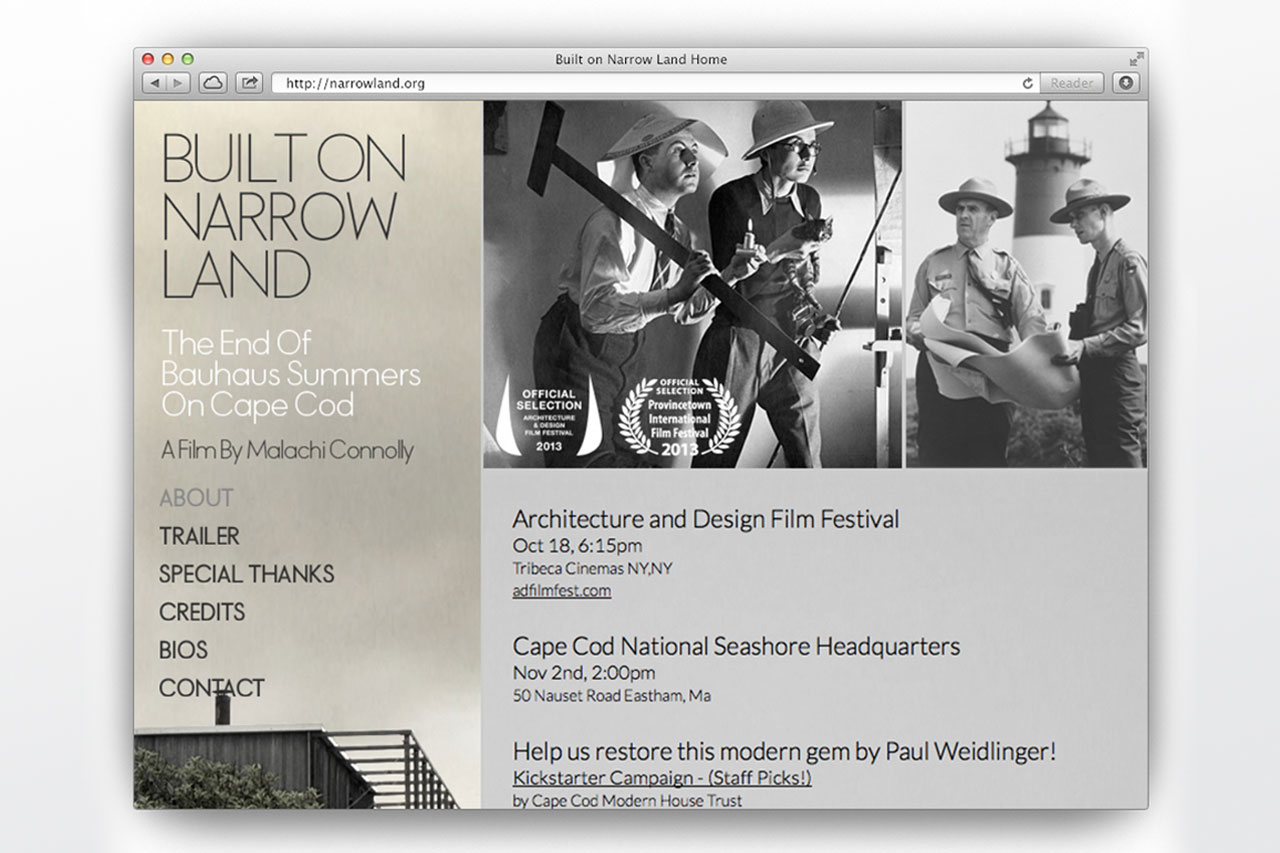 Built on Narrow Land Home
http://narrowland.org
Reader
BUILT ON
NARROW
LAND
The End Of
Bauhaus Summers
On Cape Cod
A Film By Malachi Connolly
ABOUT
TRAILER
SPECIAL THANKS
CREDITS
BIOS
CONTACT
OFFICIAL
SELECTION
ARCHITECTURE
& DESIGN
FILM FESTIVAL
2013
OFFICIAL
SELECTION
Provincetown
International
Film Festival
2013
Architecture and Design Film Festival
Oct 18, 6:15pm
Tribeca Cinemas NY,NY
adfilmfest.com
Cape Cod National Seashore Headquarters
Nov 2nd, 2:00pm
50 Nauset Road Eastham, Ma
Help us restore this modern gem by Paul Weidlinger!
Kickstarter Campaign - (Staff Picks!)
by Cape Cod Modern House Trust